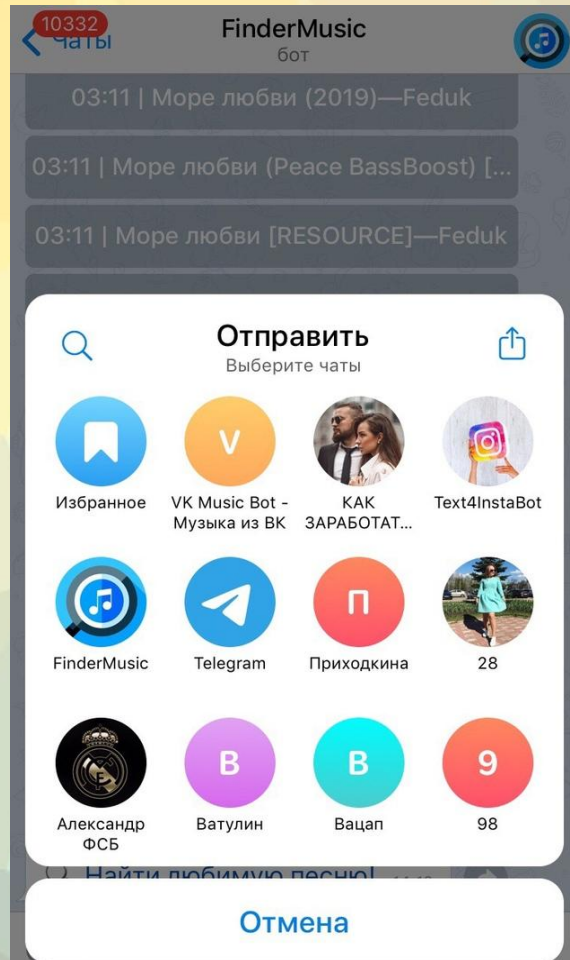 10332
Чаты
FinderMusic
бот
03:11 | Море любви (2019)—Feduk
03:11 | Море любви (Peace BassBoost) [...
03:11 | Море любви [RESOURCE]—Feduk
Отправить
Выберите чаты
V
Избранное
VK Music Bot -
Музыка из ВК
КАК
ЗАРАБОТАТ...
Text4InstaBot
П
FinderMusic
Telegram
Приходкина
28
В
В
9
Александр
ФСБ
Ватулин
Вацап
98
Найти любимую песню!
Отмена